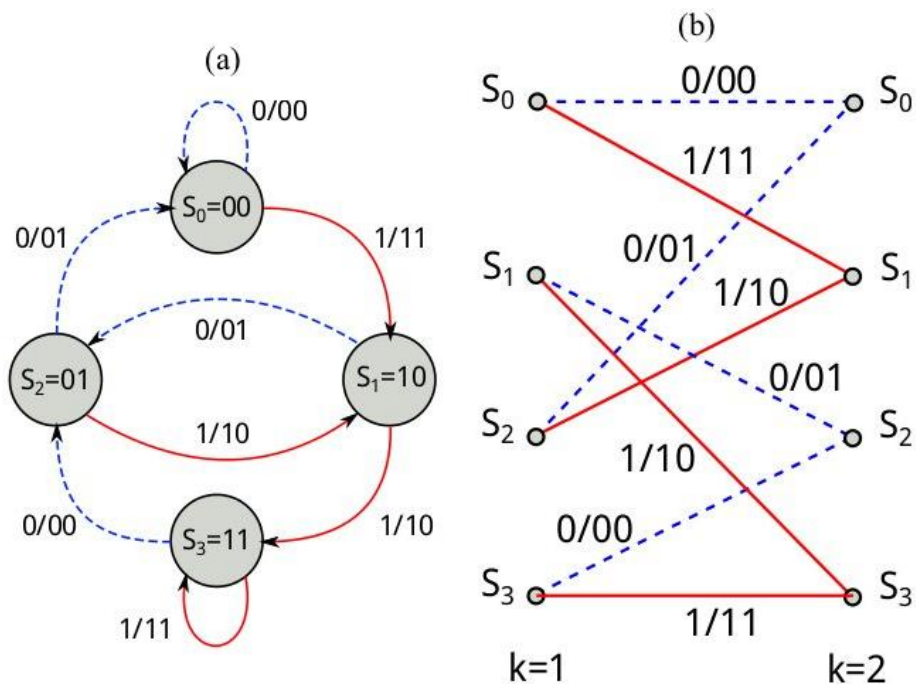 (a)
0/00
S₀=00
0/01
1/11
0/01
S₂=01
S₁=10
1/10
0/00
S₃=11
1/10
1/11
(b)
S₀ 0/00 S₀
1/11
S₁ 0/01 S₁
1/10
0/01
S₂ S₂
1/10
0/00
S₃ S₃
1/11
k=1 k=2